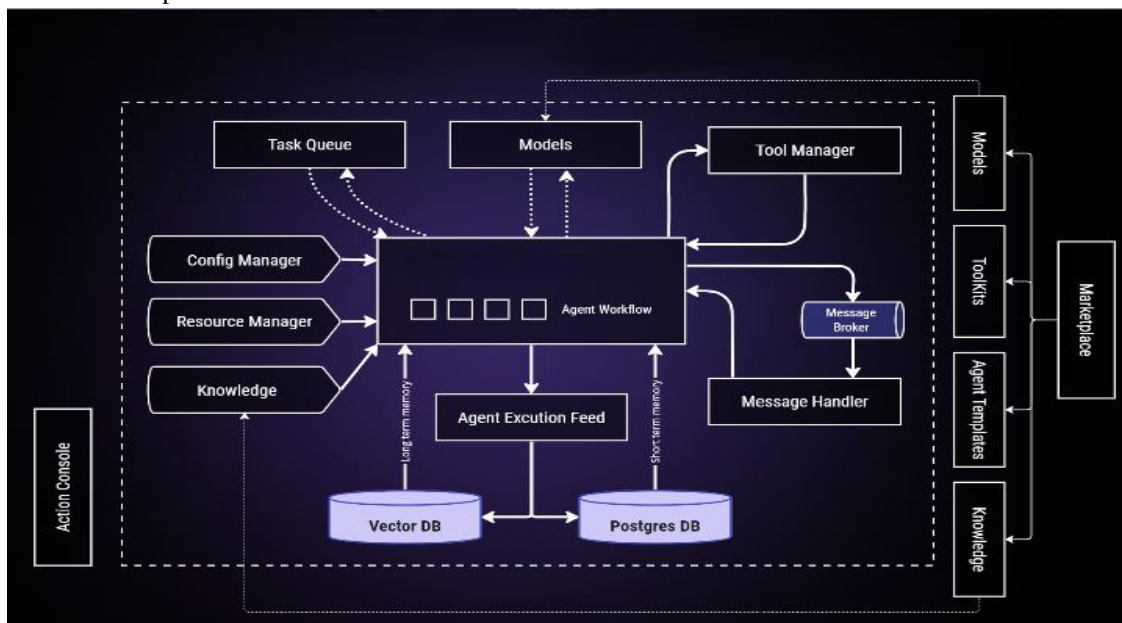 Task Queue
Models
Tool Manager
Config Manager
Resource Manager
Knowledge
Agent Workflow
Message
Broker
Message Handler
Agent Excution Feed
Long term memory
Short term memory
Vector DB
Postgres DB
Action Console
Models
ToolKits
Agent Templates
Knowledge
Marketplace